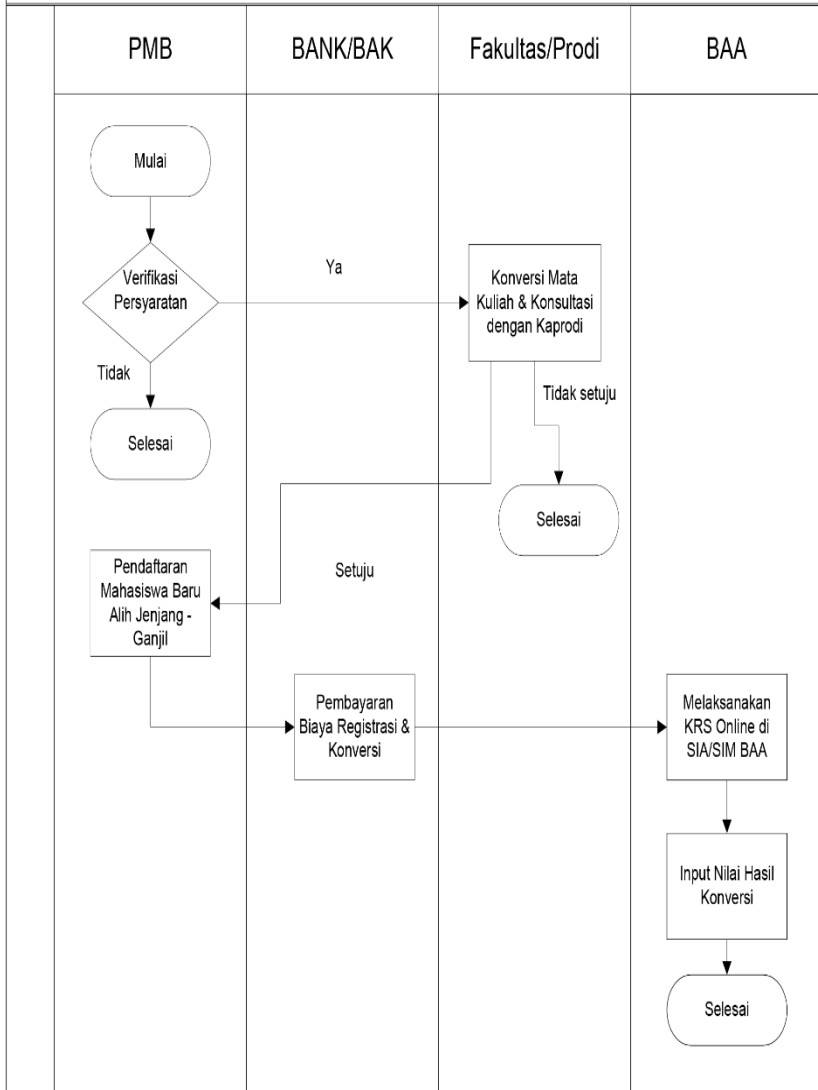 PMB
BANK/BAK
Fakultas/Prodi
BAA
Mulai
Verifikasi
Persyaratan
Ya
Konversi Mata
Kuliah & Konsultasi
dengan Kaprodi
Tidak
Tidak setuju
Selesai
Selesai
Pendaftaran
Mahasiswa Baru
Alih Jenjang -
Ganjil
Setuju
Pembayaran
Biaya Registrasi &
Konversi
Melaksanakan
KRS Online di
SIA/SIM BAA
Input Nilai Hasil
Konversi
Selesai